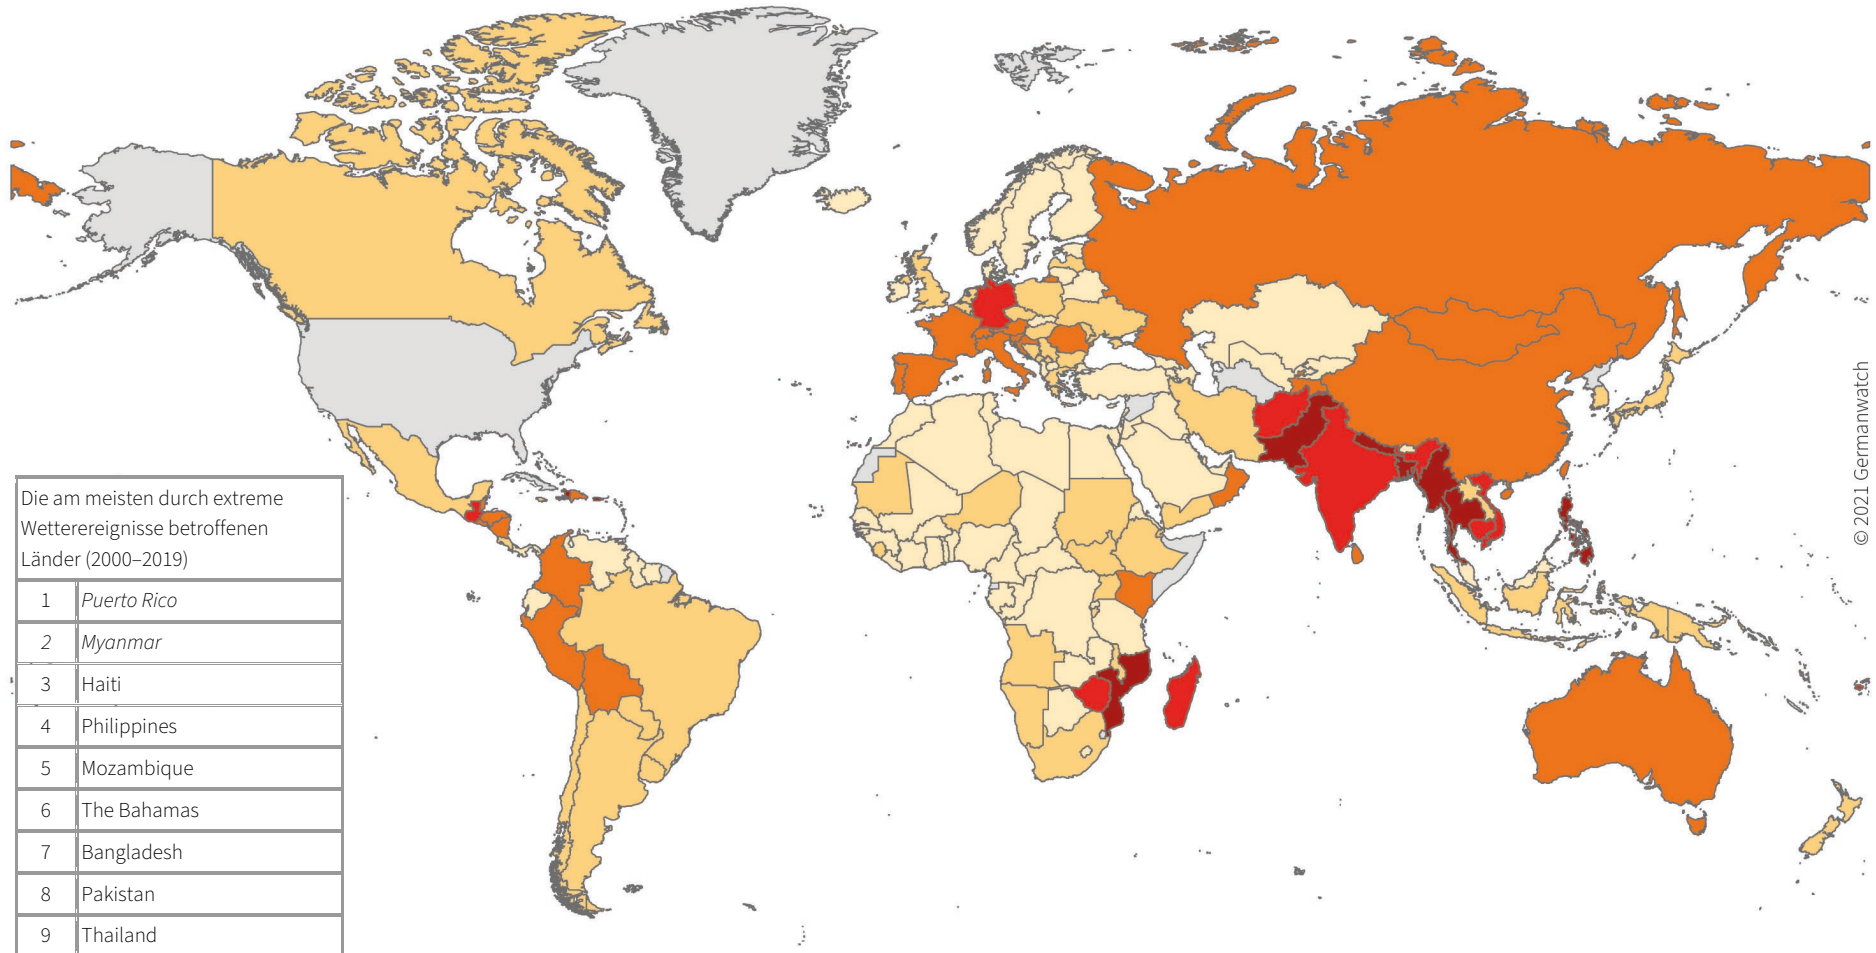 Die am meisten durch extreme
Wetterereignisse betroffenen
Länder (2000–2019)
1 Puerto Rico
2 Myanmar
3 Haiti
4 Philippines
5 Mozambique
6 The Bahamas
7 Bangladesh
8 Pakistan
9 Thailand
© 2021 Germanwatch